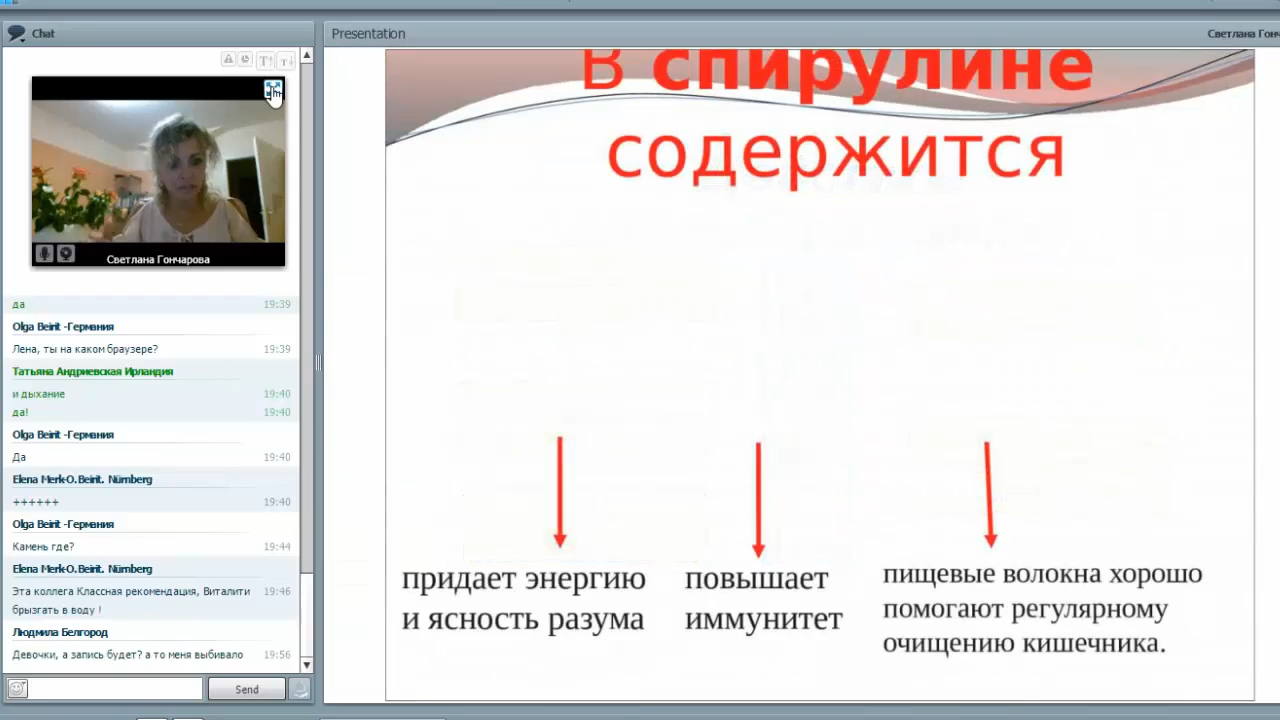 Chat
Светлана Гончарова
да 19:39
Olga Beirit -Германия
Лена, ты на каком браузере? 19:39
Татьяна Андриевская Ирландия
и дыхание 19:40
да! 19:40
Olga Beirit -Германия
Да 19:40
Elena Merk-O.Beirit. Nürnberg
++++++ 19:40
Olga Beirit -Германия
Камень где? 19:44
Elena Merk-O.Beirit. Nürnberg
Эта коллега Классная рекомендация, Виталити 19:46
брызгать в воду !
Людмила Белгород
Девочки, а запись будет? а то меня выбивало 19:56
Send
Presentation
Светлана Гонч
В спирулине
содержится
придает энергию
и ясность разума
повышает
иммунитет
пищевые волокна хорошо
помогают регулярному
очищению кишечника.